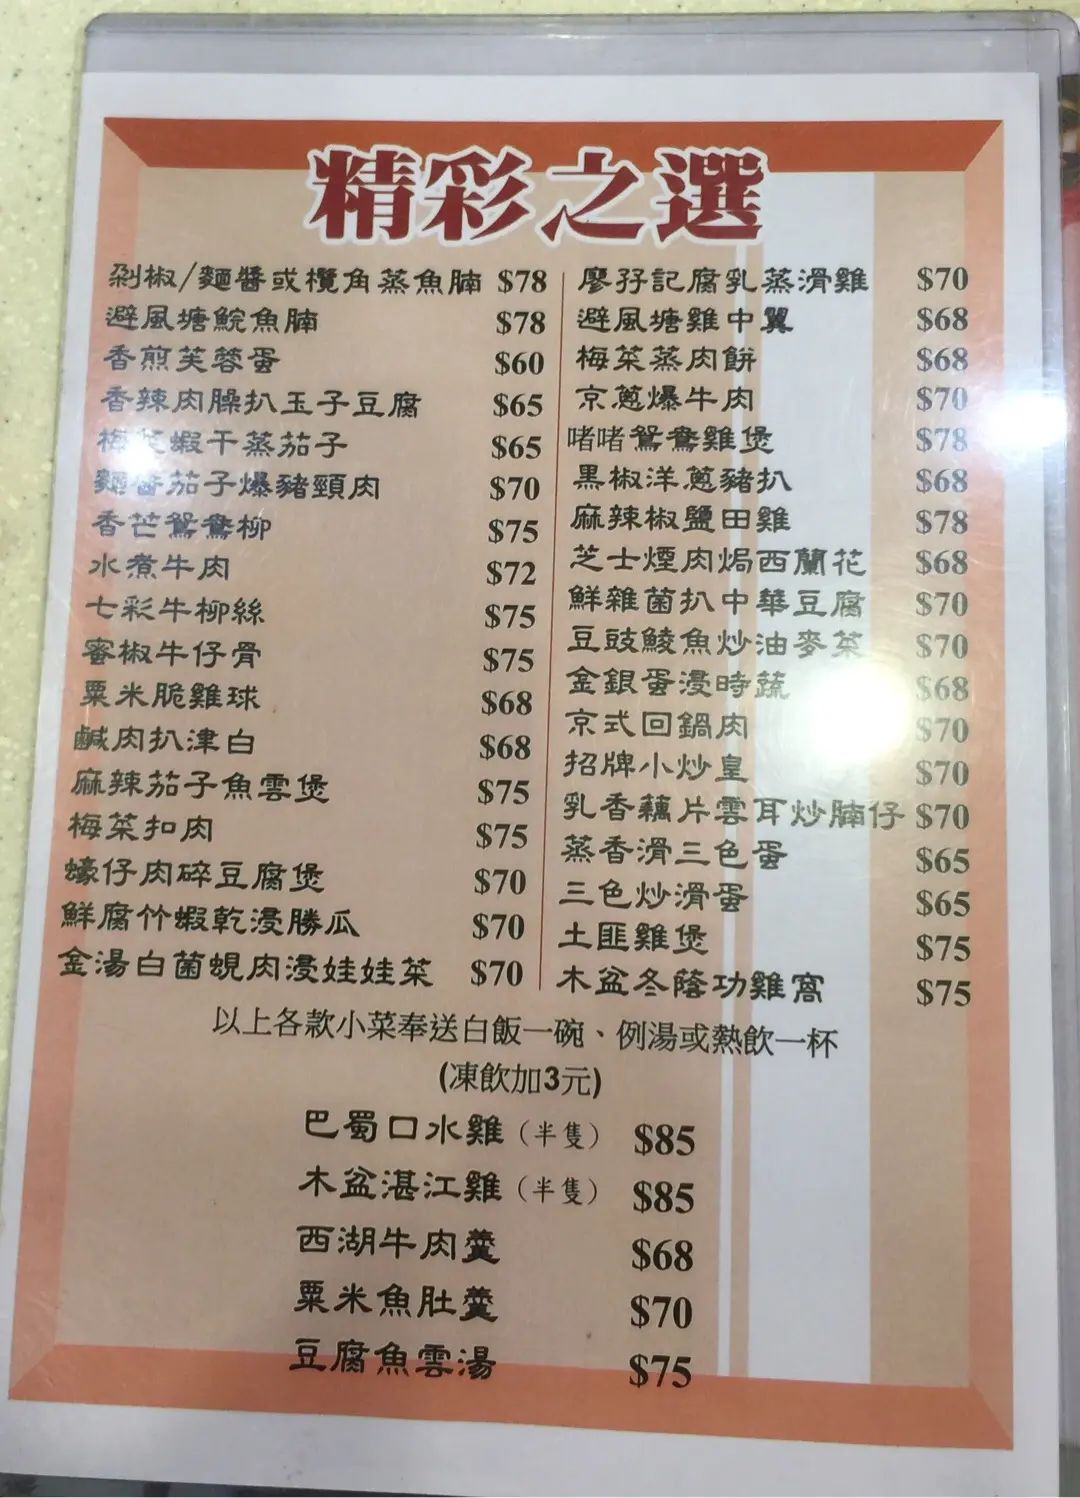 精彩之選
剁椒/麵醬或欖角蒸魚腩 $78
避風塘鯇魚腩 $78
香煎芙蓉蛋 $60
香辣肉臊扒玉子豆腐 $65
梅芝蝦干蒸茄子 $65
麵醬茄子爆豬頸肉 $70
香芒鴛鴦柳 $75
水煮牛肉 $72
七彩牛柳絲 $75
蜜椒牛仔骨 $75
粟米脆雞球 $68
鹹肉扒津白 $68
麻辣茄子魚雲煲 $75
梅菜扣肉 $75
蠔仔肉碎豆腐煲 $70
鮮腐竹蝦乾浸勝瓜 $70
金湯白菌蜆肉浸娃娃菜 $70
廖孖記腐乳蒸滑雞 $70
避風塘雞中翼 $68
梅菜蒸肉餅 $68
京蔥爆牛肉 $70
啫啫鴛鴦雞煲 $78
黑椒洋蔥豬扒 $68
麻辣椒鹽田雞 $78
芝士煙肉焗西蘭花 $68
鮮雜菌扒中華豆腐 $70
豆豉鯪魚炒油麥菜 $70
金銀蛋浸時蔬 $68
京式回鍋肉 $70
招牌小炒皇 $70
乳香藕片雲耳炒腩仔 $70
蒸香滑三色蛋 $65
三色炒滑蛋 $65
土匪雞煲 $75
木盆冬蔭功雞窩 $75
以上各款小菜奉送白飯一碗、例湯或熱飲一杯
(凍飲加3元)
巴蜀口水雞（半隻） $85
木盆湛江雞（半隻） $85
西湖牛肉羹 $68
粟米魚肚羹 $70
豆腐魚雲湯 $75